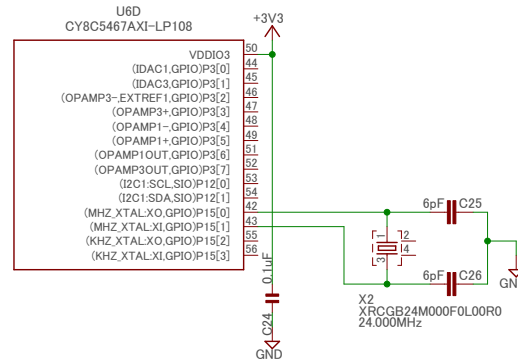 U6D
CY8C5467AXI-LP108
+3V3
VDDIO3 50
(IDAC1,GPIO)P3[0] 44
(IDAC3,GPIO)P3[1] 45
(OPAMP3-,EXTREF1,GPIO)P3[2] 46
(OPAMP3+,GPIO)P3[3] 47
(OPAMP1-,GPIO)P3[4] 48
(OPAMP1+,GPIO)P3[5] 49
(OPAMP1OUT,GPIO)P3[6] 51
(OPAMP3OUT,GPIO)P3[7] 52
(I2C1:SCL,SIO)P12[0] 53
(I2C1:SDA,SIO)P12[1] 54
(MHZ_XTAL:XO,GPIO)P15[0] 42
(MHZ_XTAL:XI,GPIO)P15[1] 43
(KHZ_XTAL:XO,GPIO)P15[2] 55
(KHZ_XTAL:XI,GPIO)P15[3] 56
6pF C25
1 2
3 4
6pF C26
GN
X2
XRCGB24M000F0L00R0
24.000MHz
0.1uF
C24
GND